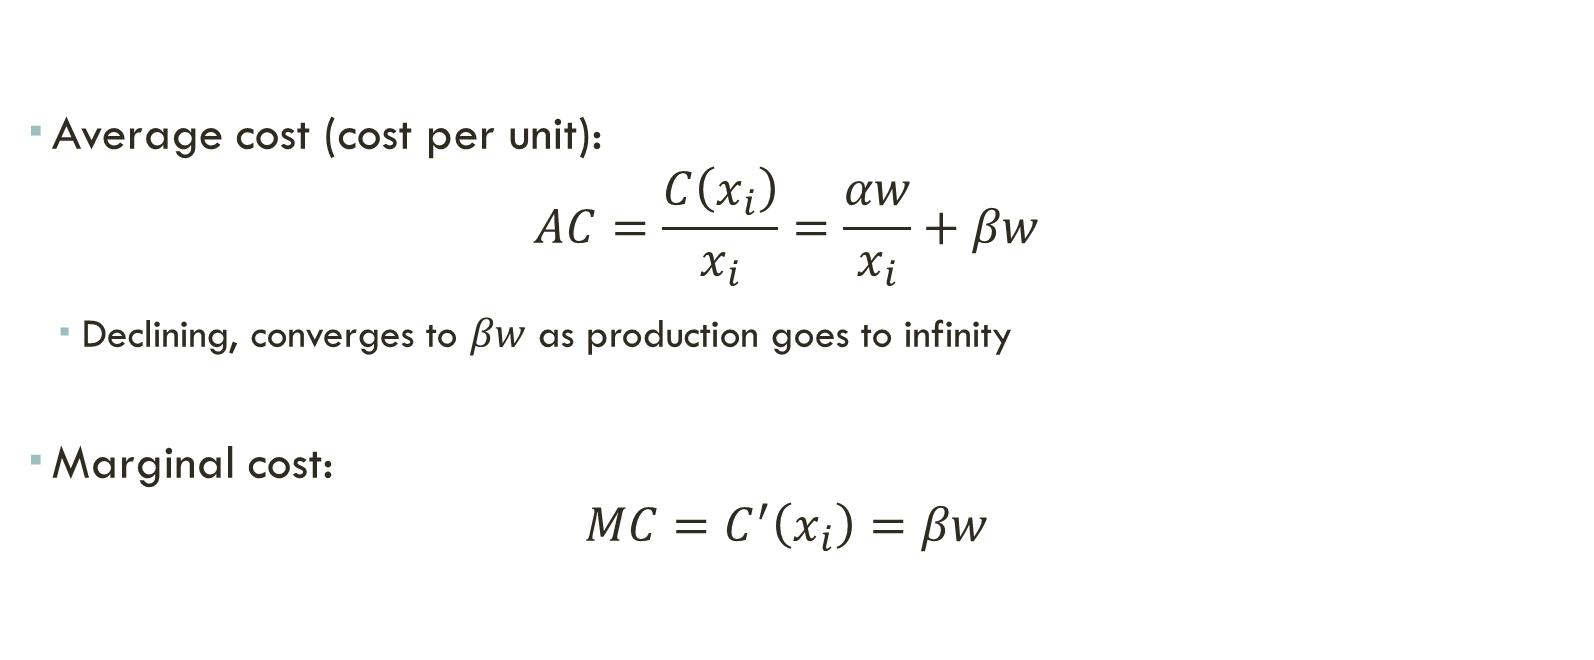 ▪ Average cost (cost per unit):
AC = C(x_i)/x_i = αw/x_i + βw
▪ Declining, converges to βw as production goes to infinity
▪ Marginal cost:
MC = C′(x_i) = βw